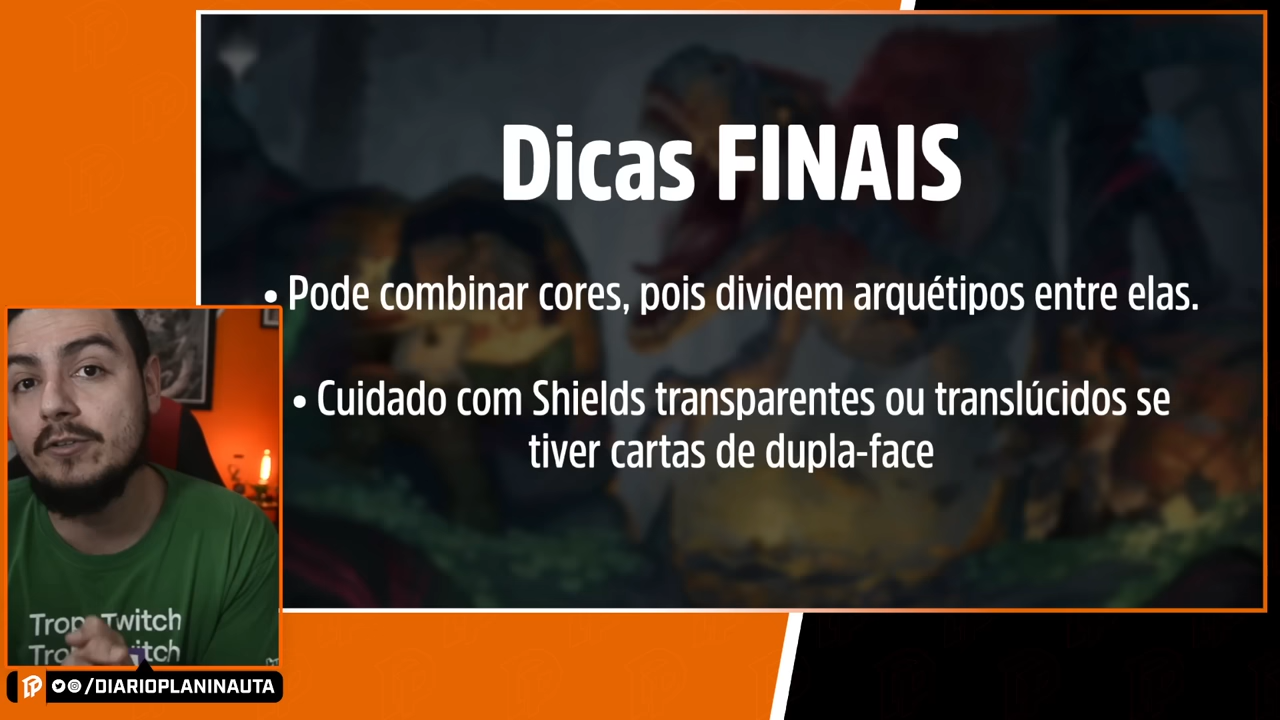 Dicas FINAIS
• Pode combinar cores, pois dividem arquétipos entre elas.
• Cuidado com Shields transparentes ou translúcidos se
tiver cartas de dupla-face
Twitch
/DIARIOPLANINAUTA